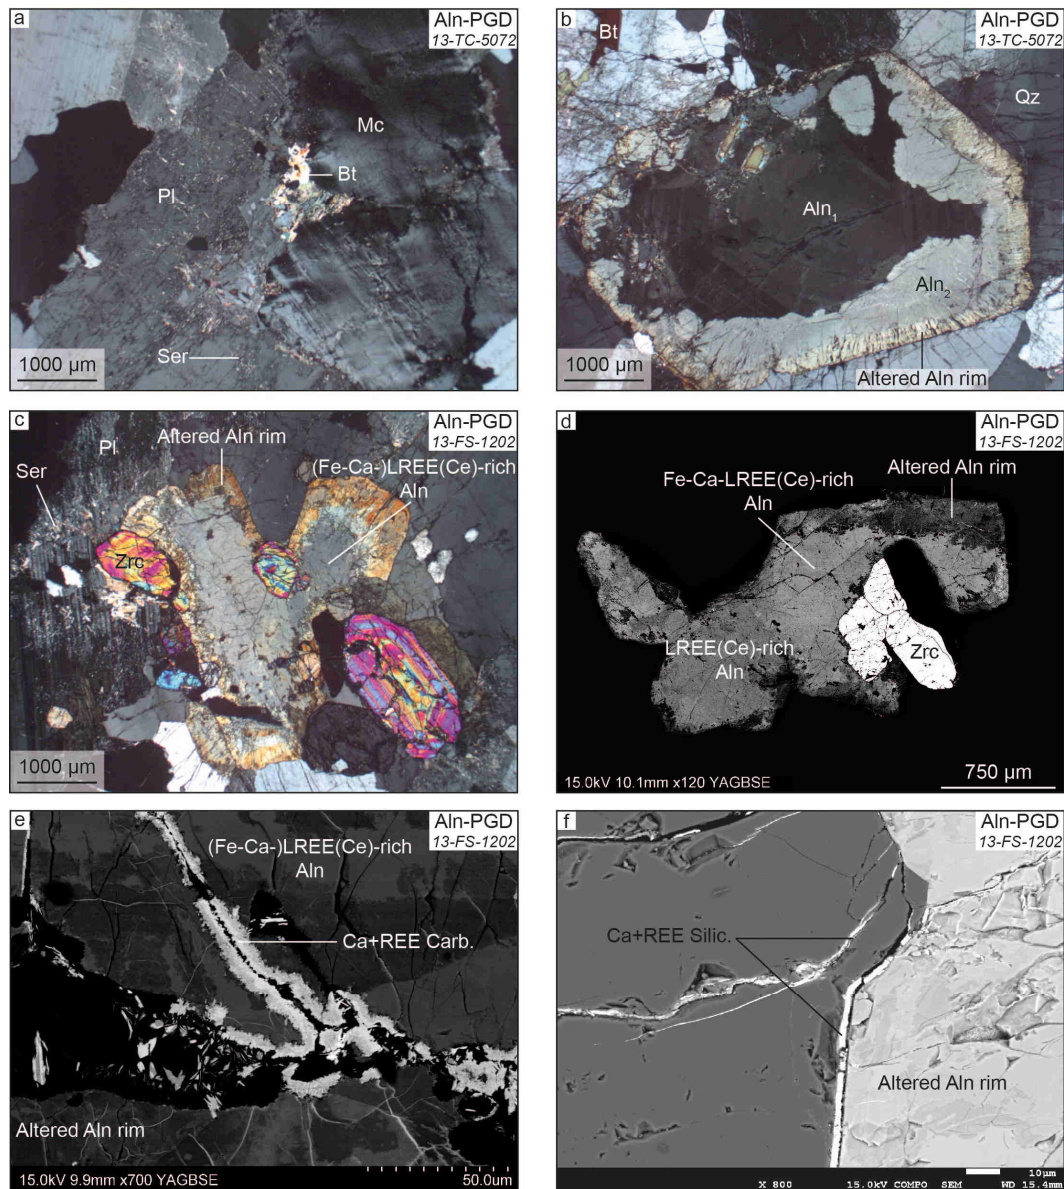 a
Aln-PGD
13-TC-5072
Mc
Bt
Pl
Ser
1000 µm
b
Aln-PGD
13-TC-5072
Bt
Qz
Aln1
Aln2
1000 µm
Altered Aln rim
c
Aln-PGD
13-FS-1202
Pl
Altered Aln rim
Ser
(Fe-Ca-)LREE(Ce)-rich
Aln
Zrc
1000 µm
d
Aln-PGD
13-FS-1202
Altered Aln rim
Fe-Ca-LREE(Ce)-rich
Aln
LREE(Ce)-rich
Aln
Zrc
750 µm
15.0kV 10.1mm x120 YAGBSE
e
Aln-PGD
13-FS-1202
(Fe-Ca-)LREE(Ce)-rich
Aln
Ca+REE Carb.
Altered Aln rim
15.0kV 9.9mm x700 YAGBSE
50.0um
f
Aln-PGD
13-FS-1202
Ca+REE Silic.
Altered Aln rim
10µm
X 800 15.0kV COMPO SEM WD 15.4mm